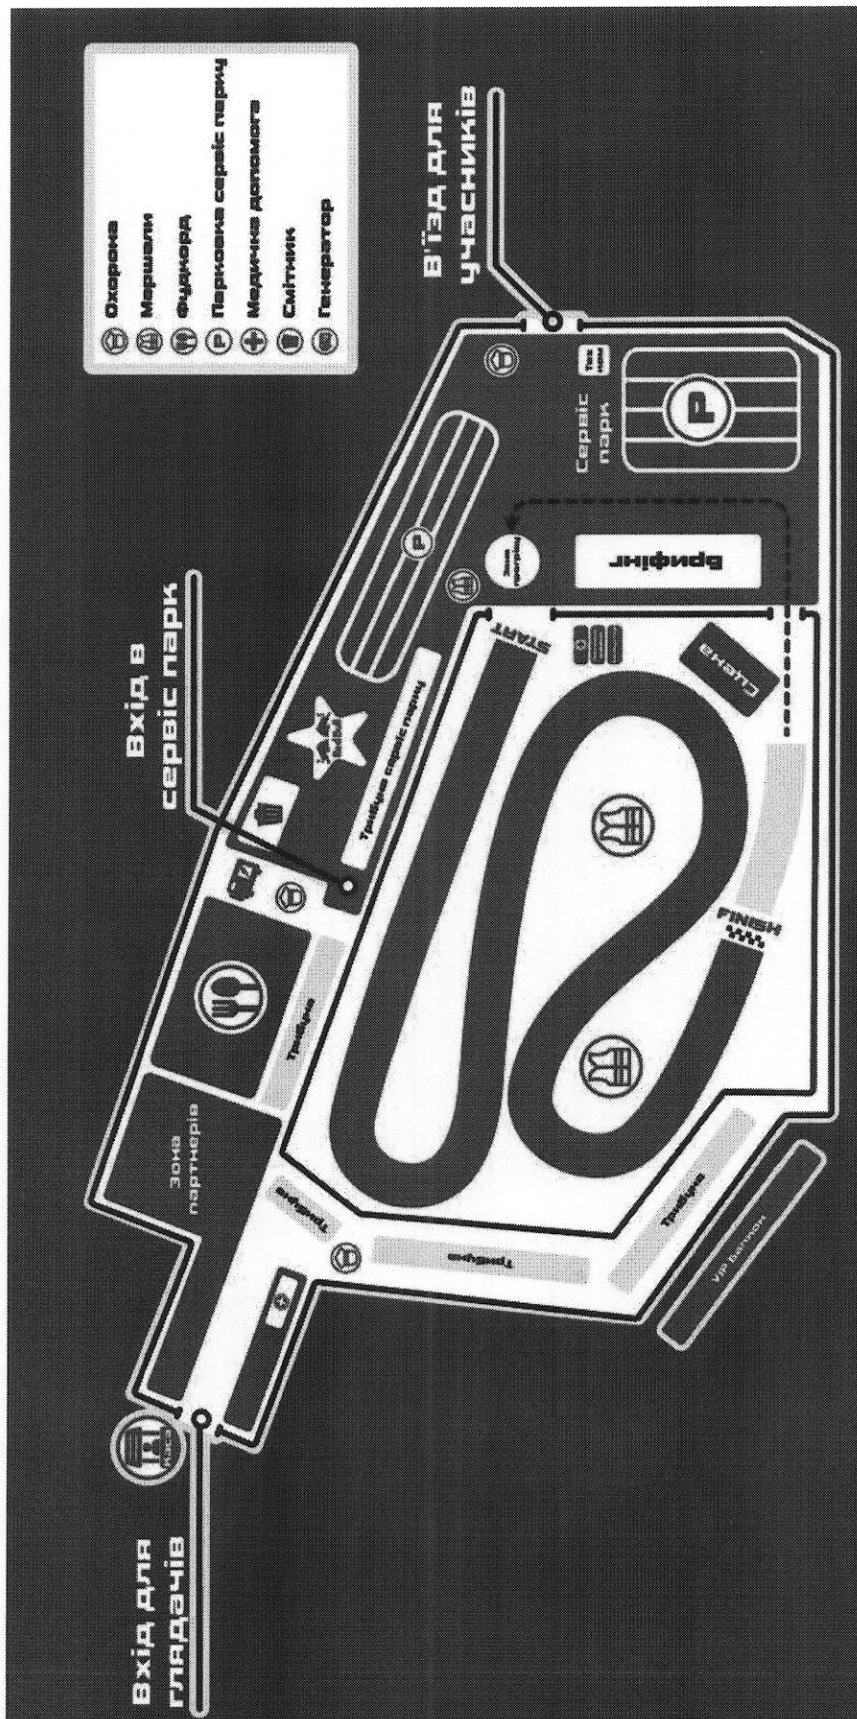 Охорона
Маршали
Фудкорд
Парковка сервіс парку
Медична допомога
Смітник
Генератор
В'їзд для
учасників
Вхід в
сервіс парк
Вхід для
глядачів
Каса
Зона
партнерів
Трибуна
Трибуна
Трибуна
Трибуна
VIP Балкон
Трибуна сервіс парку
P
START
FINISH
Сцена
Брифінг
Сервіс
парк
P